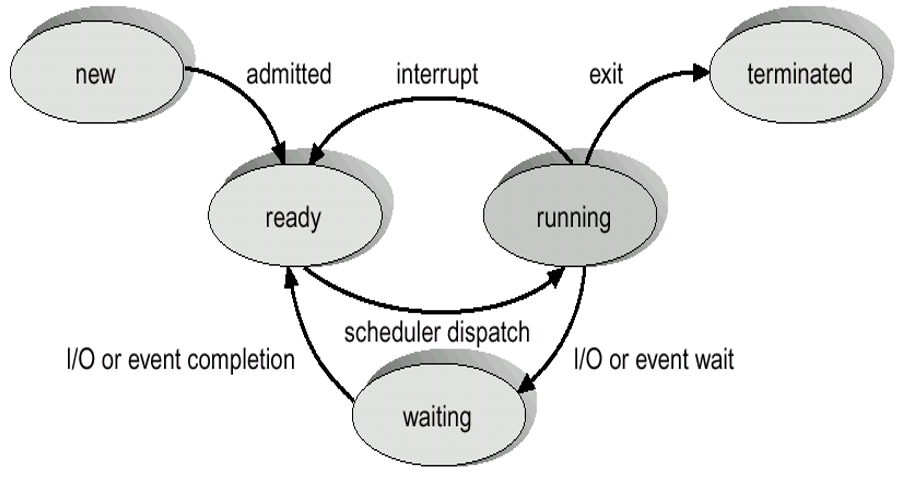 new
admitted
interrupt
exit
terminated
ready
running
scheduler dispatch
I/O or event completion
I/O or event wait
waiting